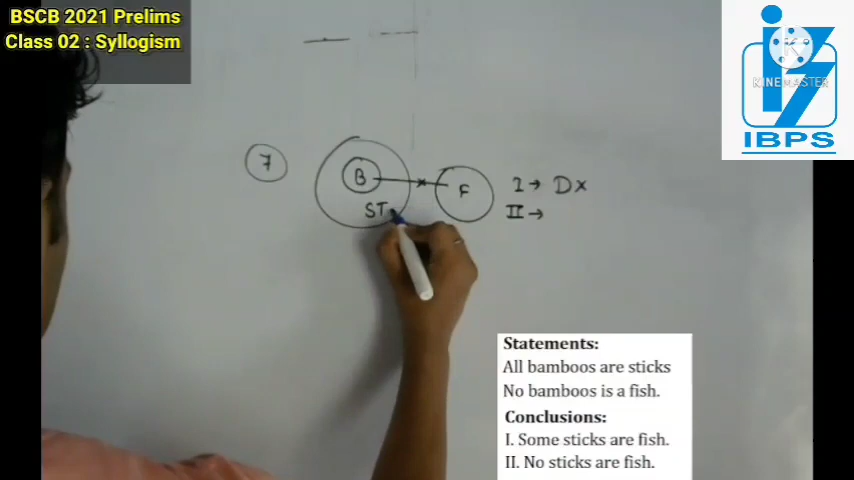 BSCB 2021 Prelims
Class 02 : Syllogism
KINEMASTER
IBPS
7
B
F
ST
I → D×
II →
Statements:
All bamboos are sticks
No bamboos is a fish.
Conclusions:
I. Some sticks are fish.
II. No sticks are fish.